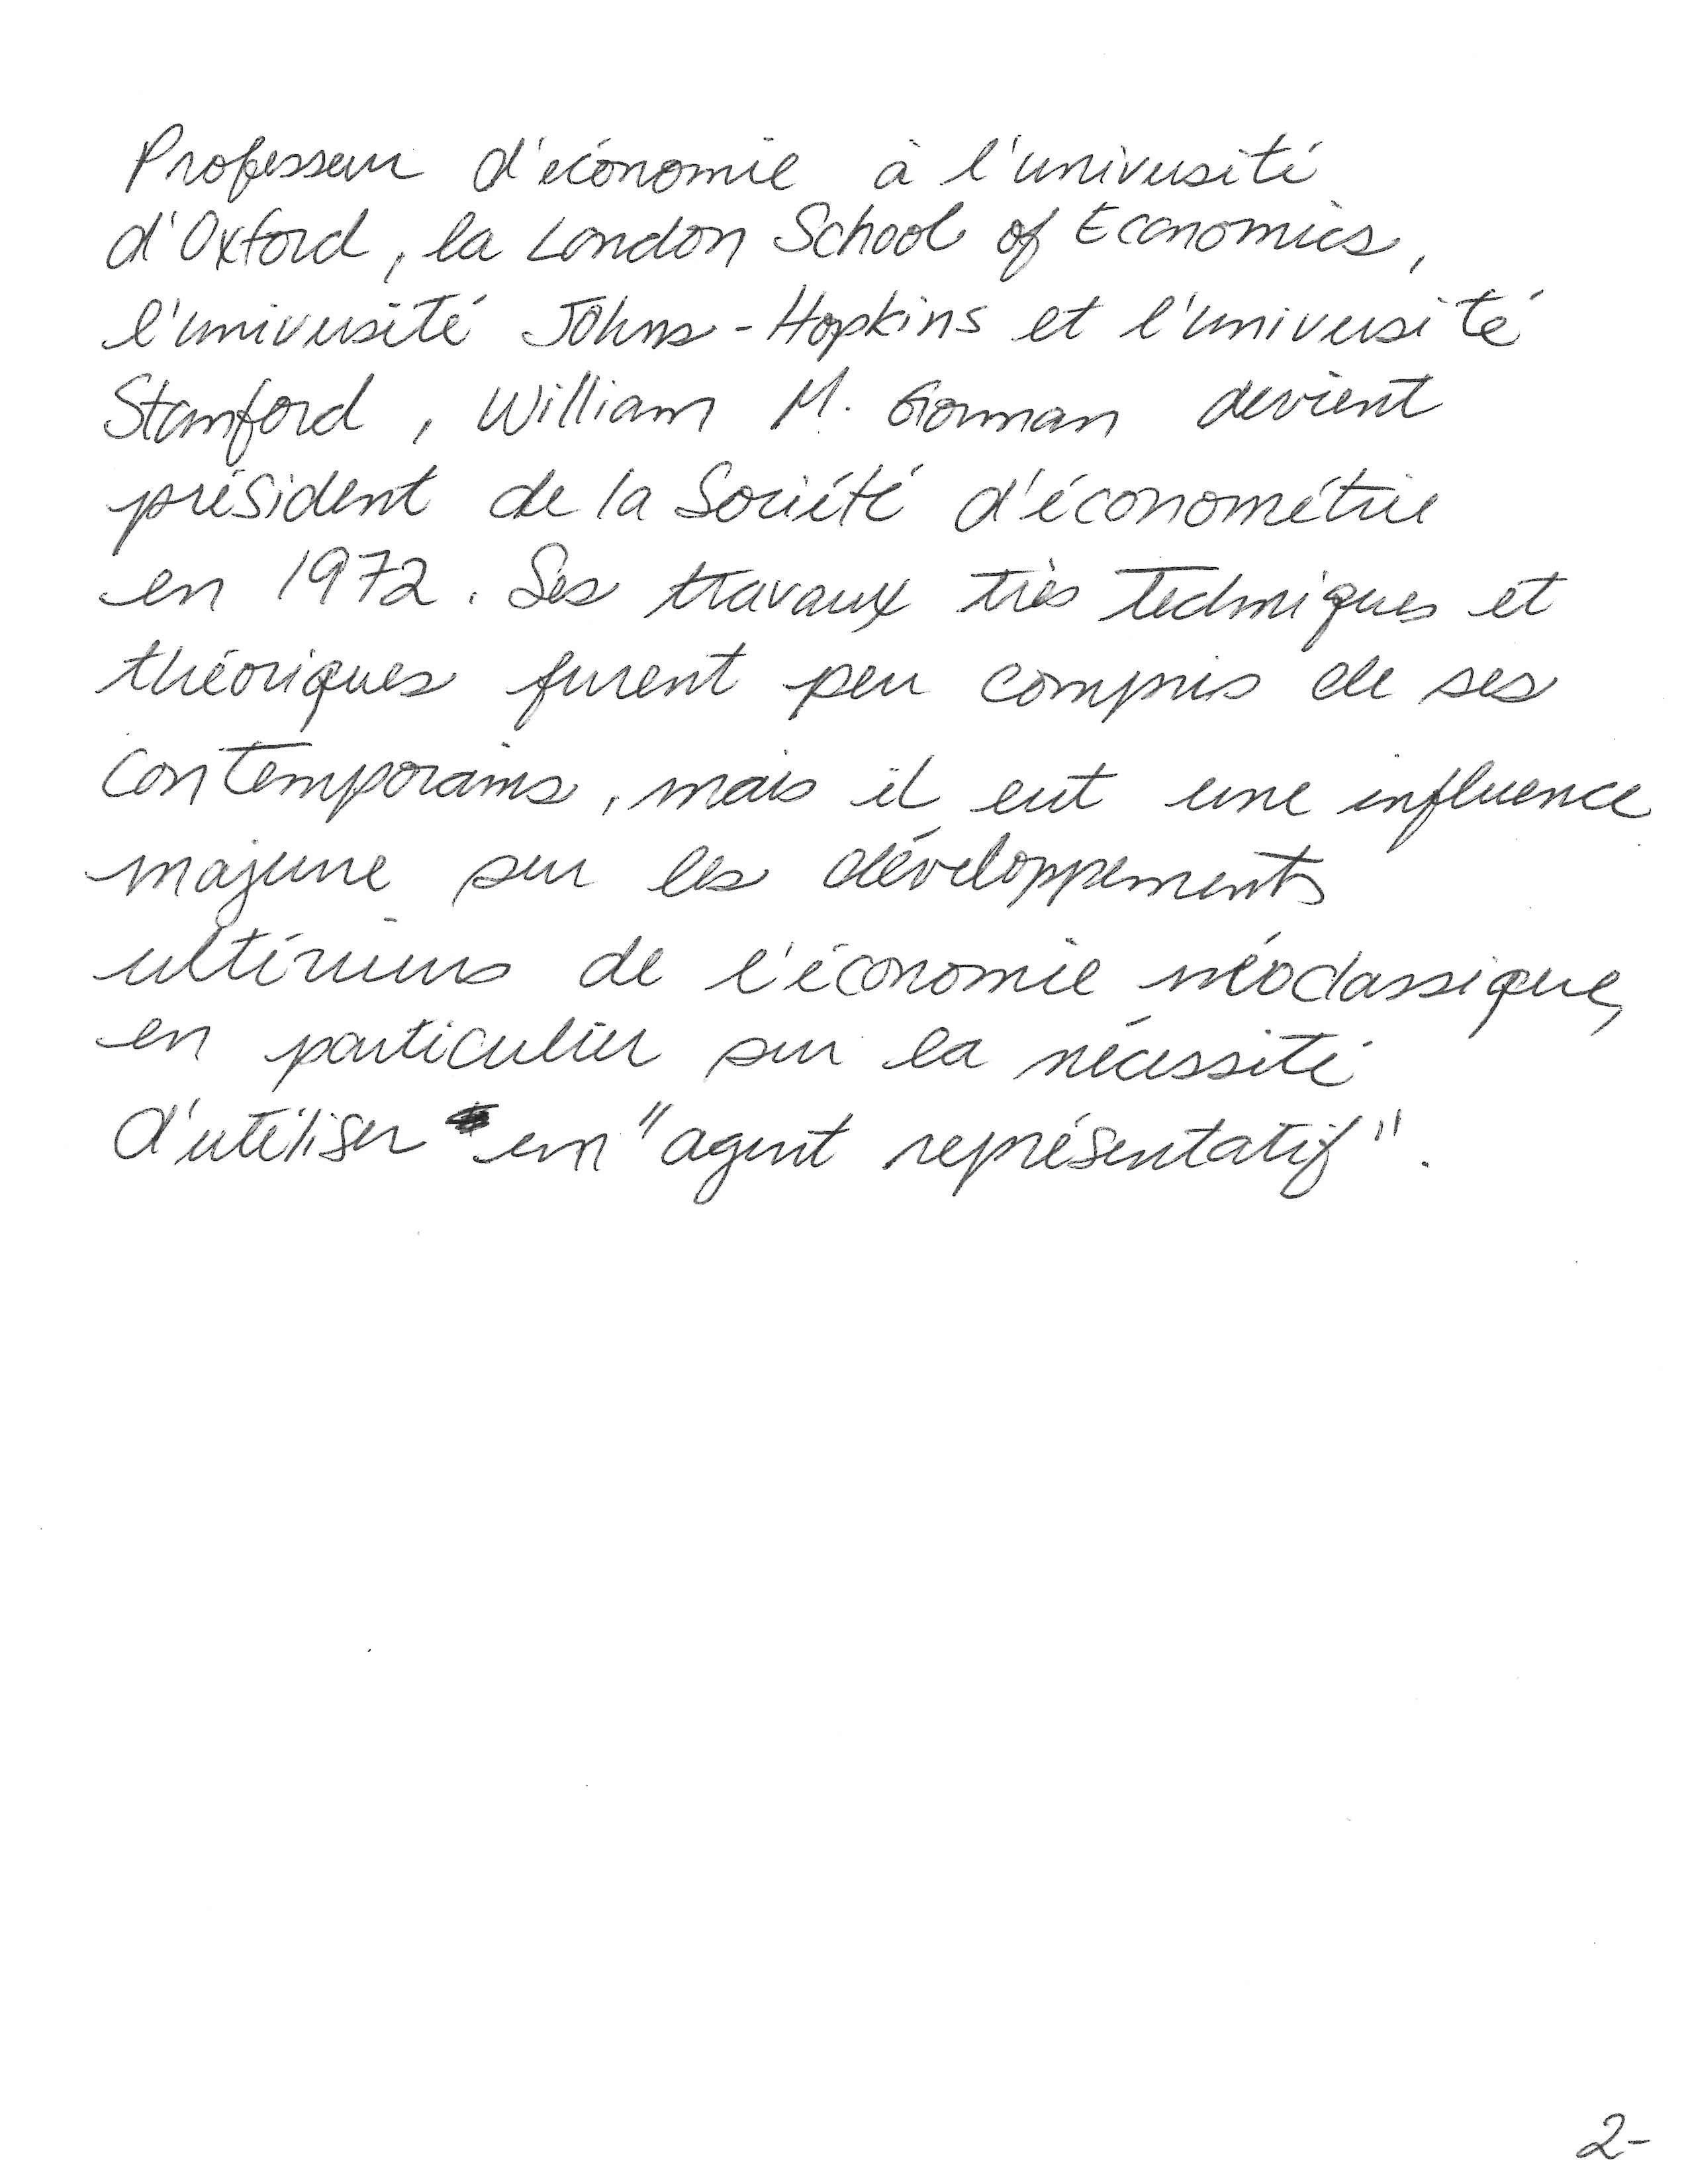 Professeur d'économie à l'université
d'Oxford, la London School of Economics,
l'université Johns-Hopkins et l'université
Stanford, William M. Gorman devient
président de la Société d'économétrie
en 1972. Ses travaux très techniques et
théoriques furent peu compris de ses
contemporains, mais il eut une influence
majeure sur les développements
ultérieurs de l'économie néoclassique,
en particulier sur la nécessité
d'utiliser un "agent représentatif".
2-